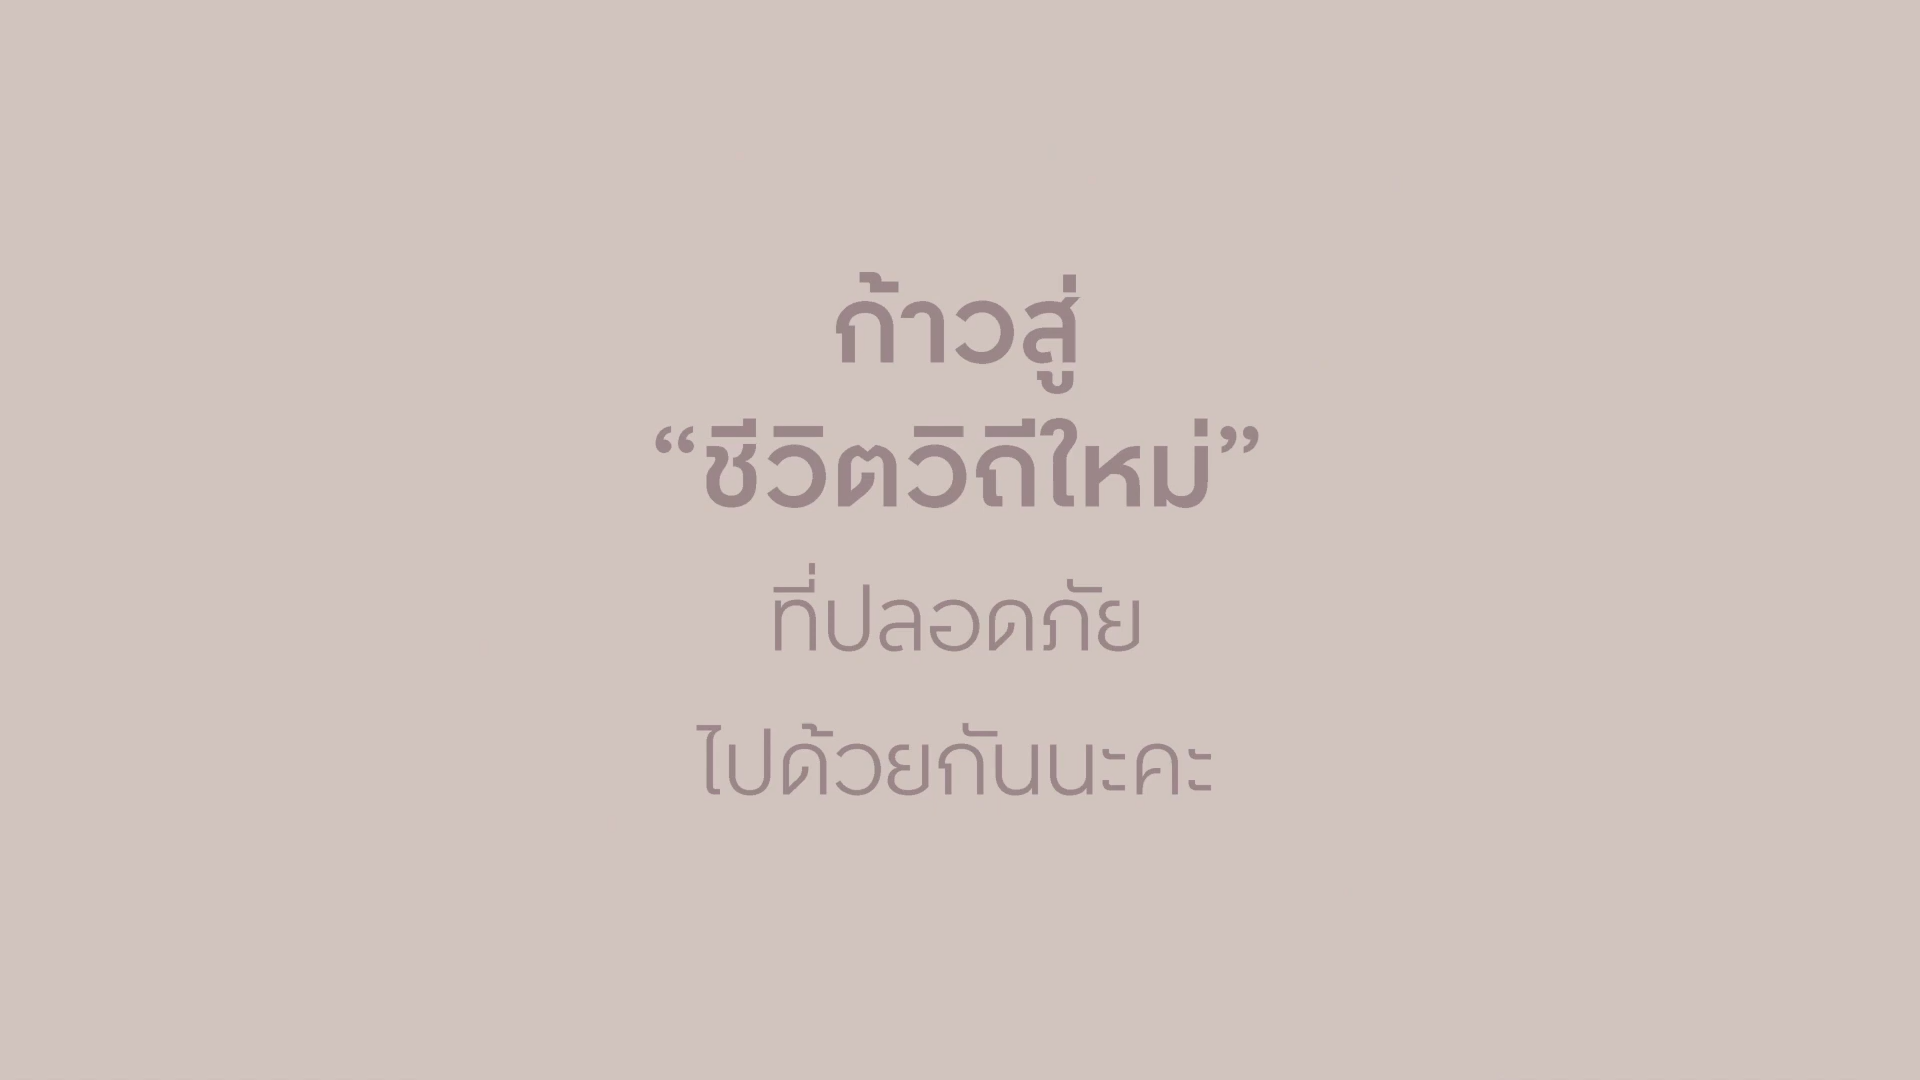 ก้าวสู่
“ชีวิตวิถีใหม่”
ที่ปลอดภัย
ไปด้วยกันนะคะ